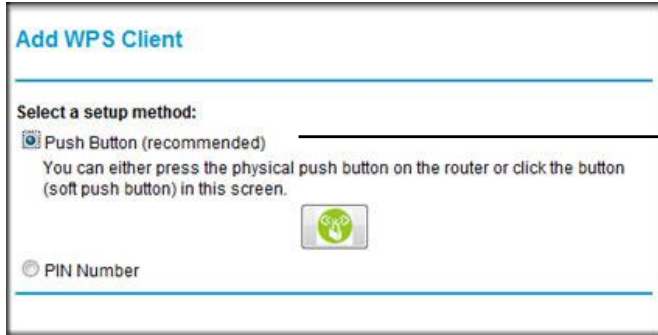 Add WPS Client
Select a setup method:
Push Button (recommended)
You can either press the physical push button on the router or click the button
(soft push button) in this screen.
PIN Number